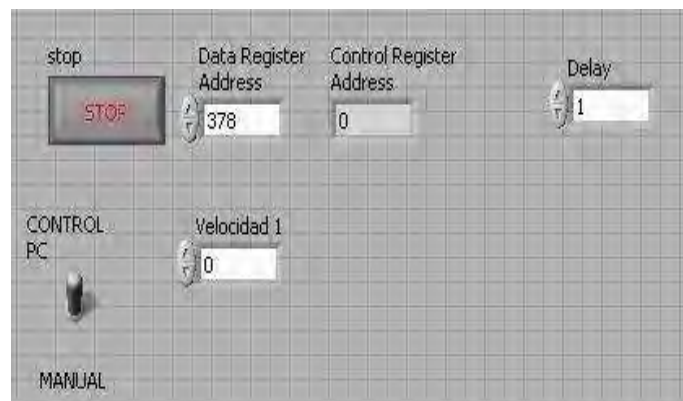 stop
STOP
Data Register
Address
378
Control Register
Address
0
Delay
1
CONTROL
PC
MANUAL
Velocidad 1
0